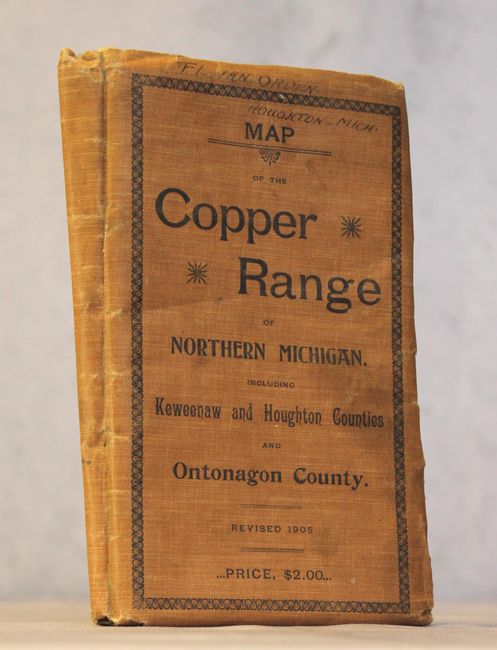 ORDER
HOUGHTON - MICH.
MAP
OF THE
Copper
Range
OF
NORTHERN MICHIGAN.
INCLUDING
Keweenaw and Houghton Counties
AND
Ontonagon County.
REVISED 1905
...PRICE, $2.00...